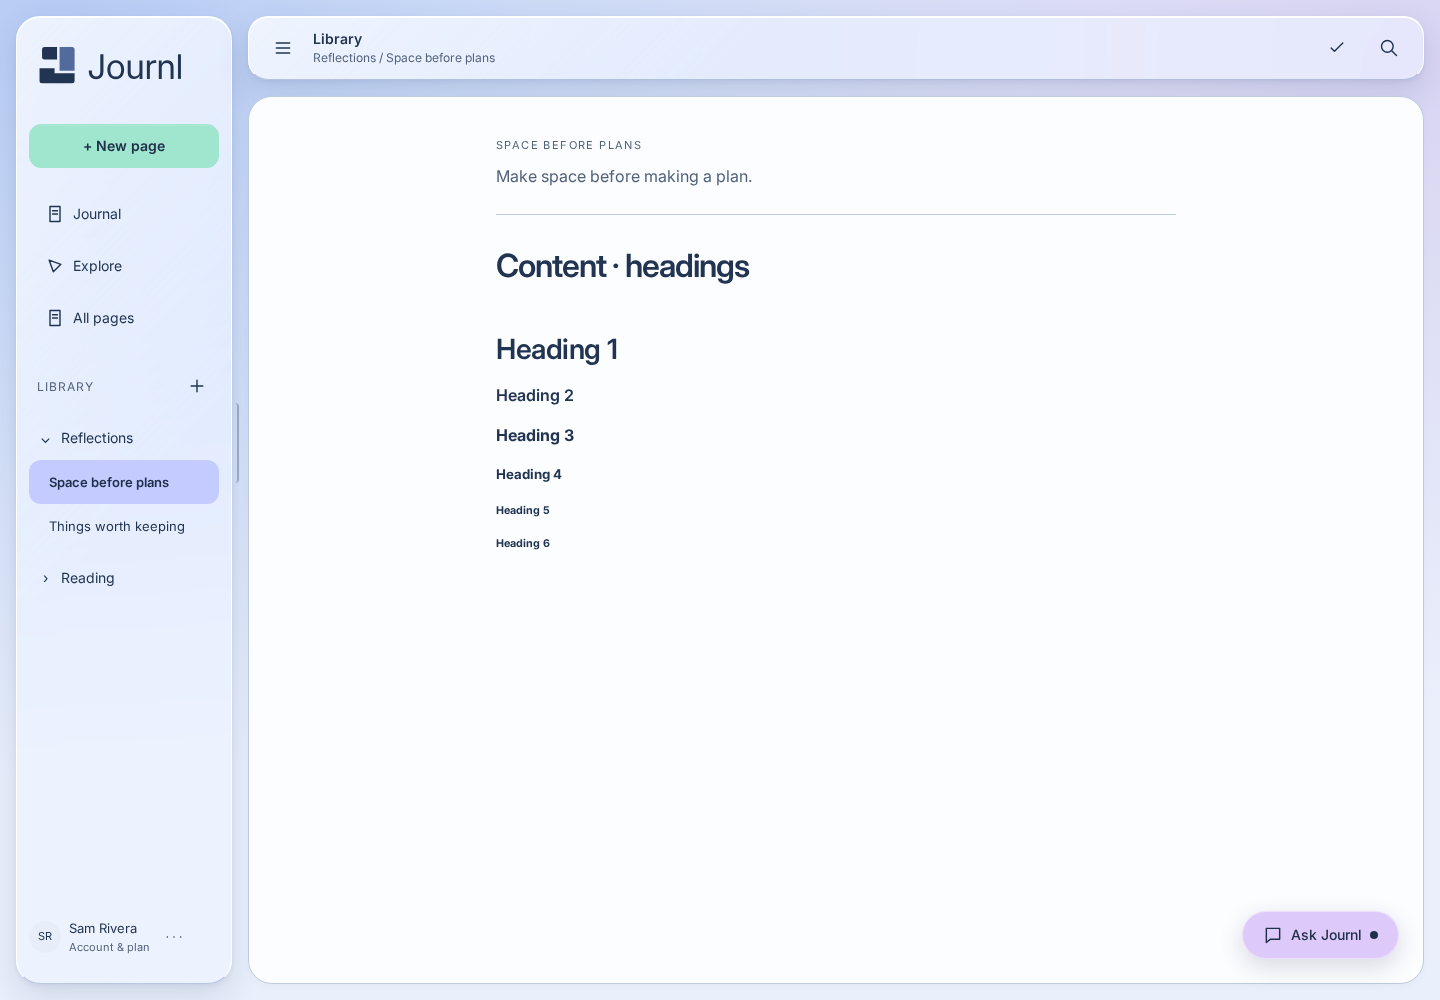 Journl
+ New page
Journal
Explore
All pages
LIBRARY
Reflections
Space before plans
Things worth keeping
Reading
SR
Sam Rivera
Account & plan
Library
Reflections / Space before plans
SPACE BEFORE PLANS
Make space before making a plan.
Content · headings
Heading 1
Heading 2
Heading 3
Heading 4
Heading 5
Heading 6
Ask Journl